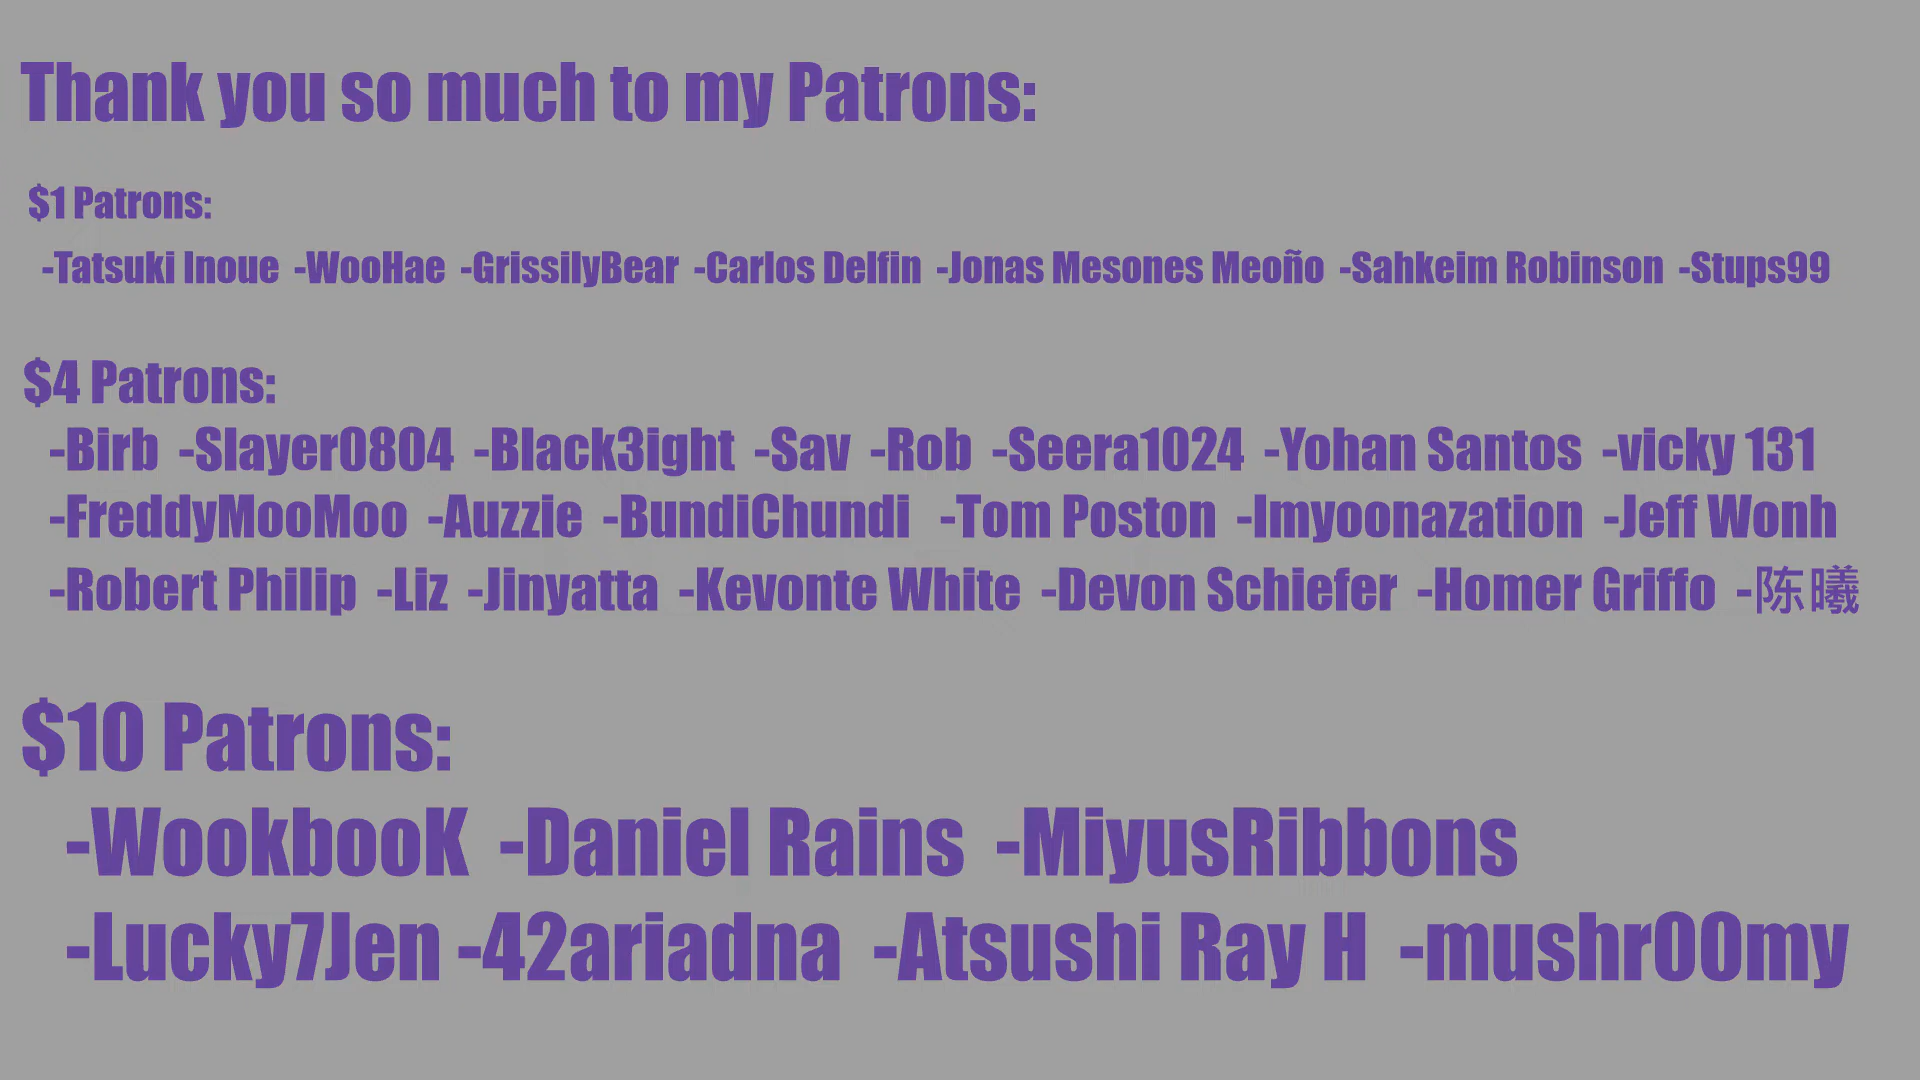 Thank you so much to my Patrons:
$1 Patrons:
-Tatsuki Inoue -WooHae -GrissilyBear -Carlos Delfin -Jonas Mesones Meoño -Sahkeim Robinson -Stups99
$4 Patrons:
-Birb -Slayer0804 -Black3ight -Sav -Rob -Seera1024 -Yohan Santos -vicky 131
-FreddyMooMoo -Auzzie -BundiChundi -Tom Poston -Imyoonazation -Jeff Wonh
-Robert Philip -Liz -Jinyatta -Kevonte White -Devon Schiefer -Homer Griffo -陈曦
$10 Patrons:
-WookbooK -Daniel Rains -MiyusRibbons
-Lucky7Jen -42ariadna -Atsushi Ray H -mushr00my